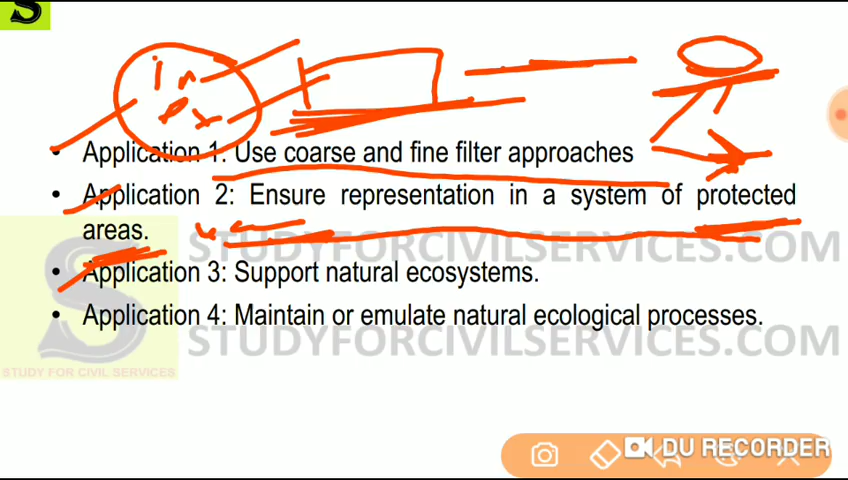 S
in
ex
• Application 1: Use coarse and fine filter approaches
• Application 2: Ensure representation in a system of protected
areas.
STUDYFORCIVILSERVICES.COM
• Application 3: Support natural ecosystems.
• Application 4: Maintain or emulate natural ecological processes.
STUDYFORCIVILSERVICES.COM
S
STUDY FOR CIVIL SERVICES
DU RECORDER